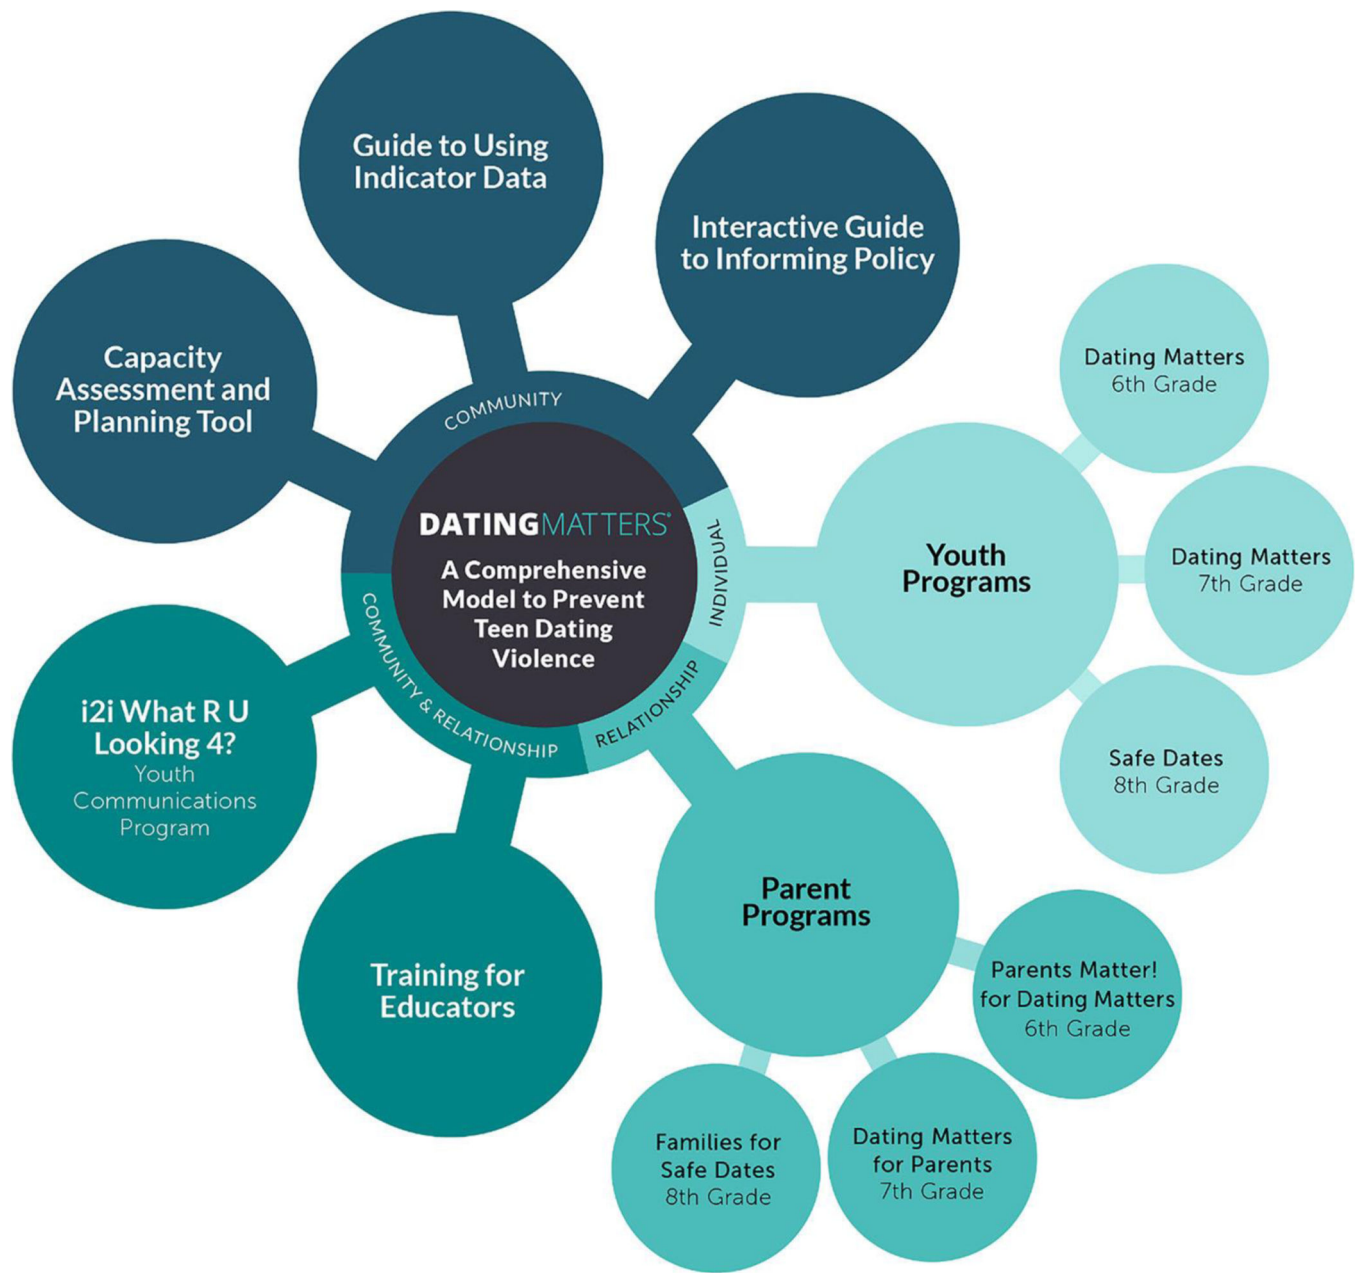 Guide to Using
Indicator Data
Interactive Guide
to Informing Policy
Capacity
Assessment and
Planning Tool
COMMUNITY
DATINGMATTERS®
A Comprehensive
Model to Prevent
Teen Dating
Violence
INDIVIDUAL
RELATIONSHIP
COMMUNITY & RELATIONSHIP
Youth
Programs
Dating Matters
6th Grade
Dating Matters
7th Grade
Safe Dates
8th Grade
i2i What R U
Looking 4?
Youth
Communications
Program
Training for
Educators
Parent
Programs
Parents Matter!
for Dating Matters
6th Grade
Dating Matters
for Parents
7th Grade
Families for
Safe Dates
8th Grade